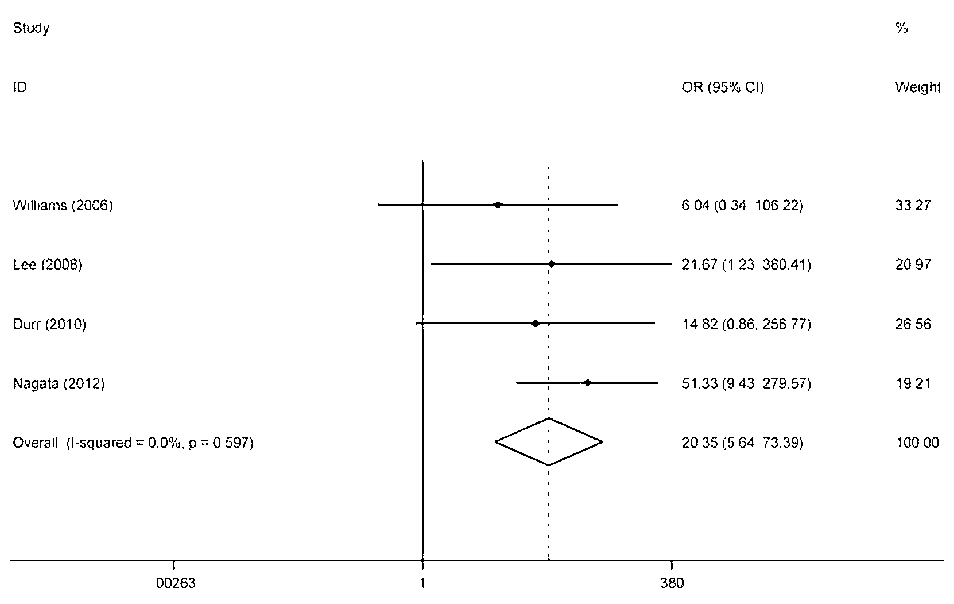 Study %
ID OR (95% CI) Weight
Williams (2006) 6.04 (0.34, 106.22) 33.27
Lee (2008) 21.67 (1.23, 380.41) 20.97
Durr (2010) 14.82 (0.86, 256.77) 26.56
Nagata (2012) 51.33 (9.43, 279.57) 19.21
Overall (I-squared = 0.0%, p = 0.597) 20.35 (5.64, 73.39) 100.00
.00263 1 380